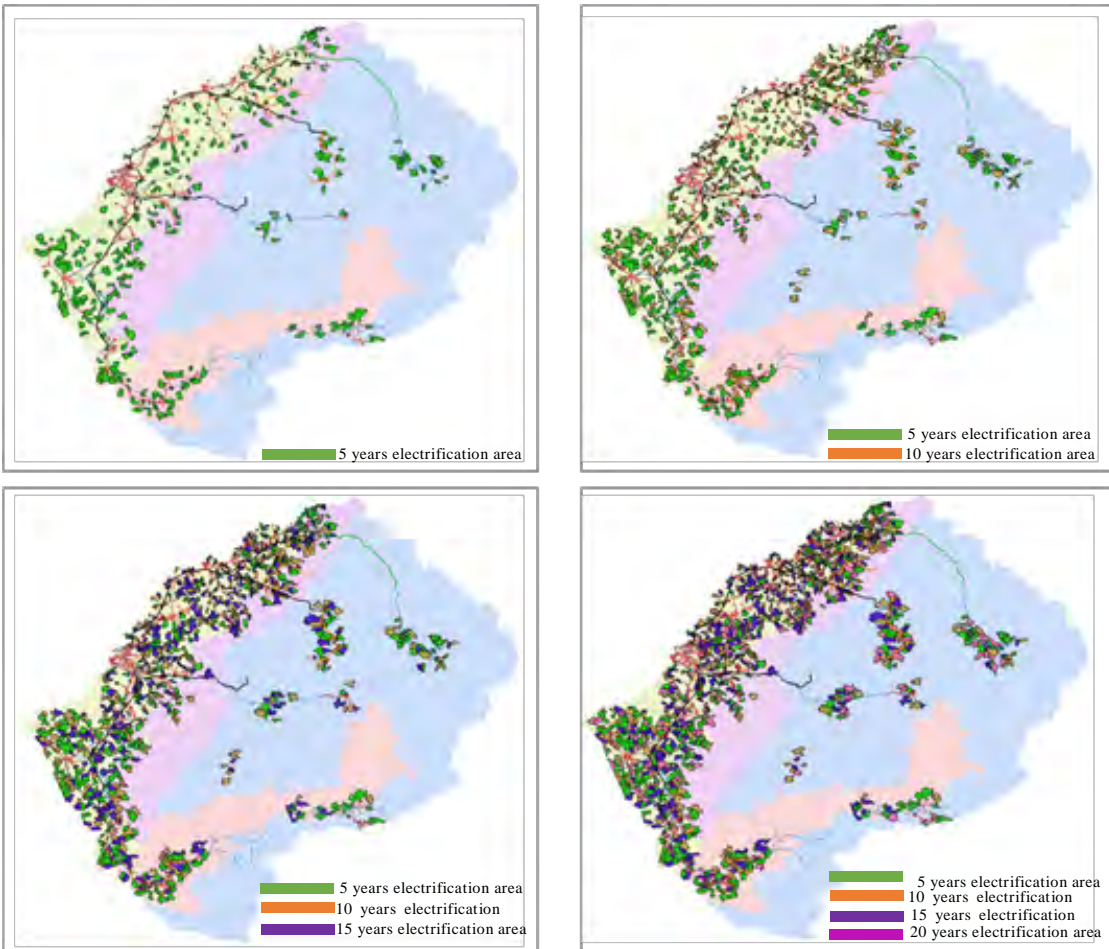 5 years electrification area
5 years electrification area
10 years electrification area
5 years electrification area
10 years electrification
15 years electrification area
5 years electrification area
10 years electrification
15 years electrification
20 years electrification area